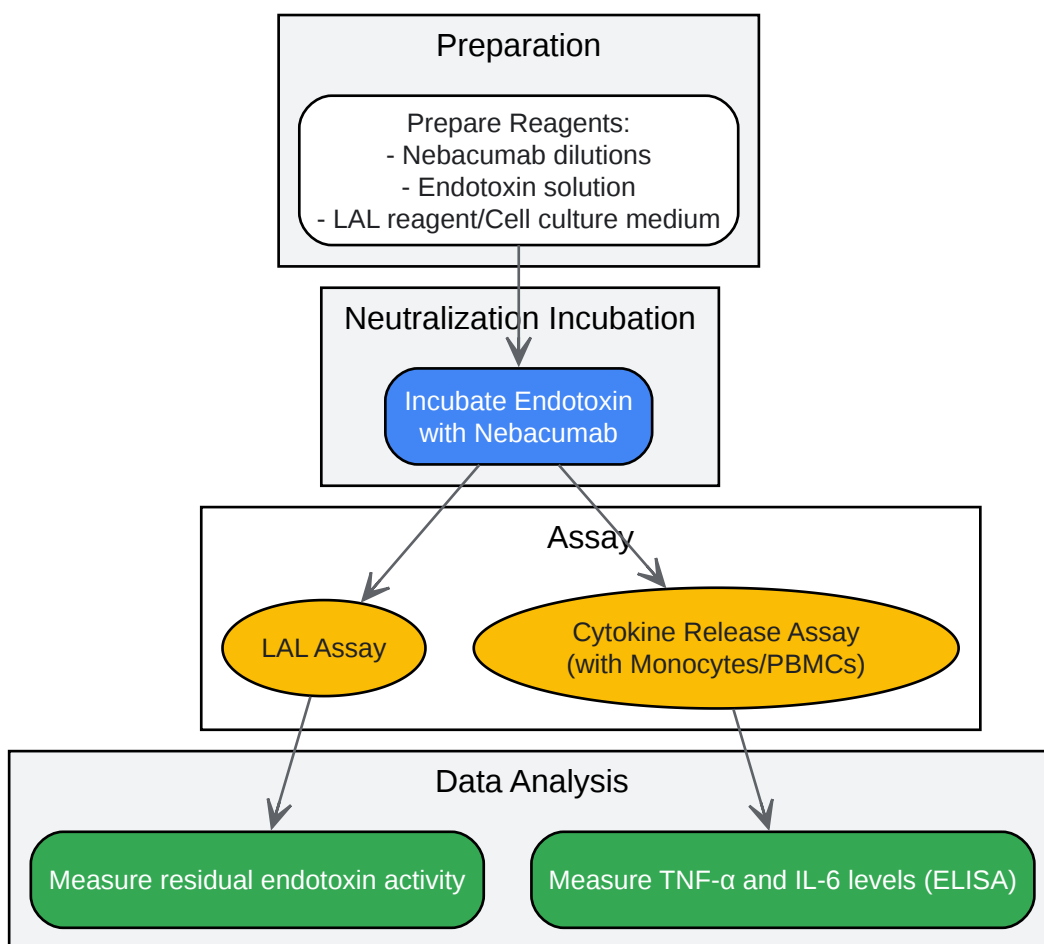 Preparation
Prepare Reagents:
- Nebacumab dilutions
- Endotoxin solution
- LAL reagent/Cell culture medium
Neutralization Incubation
Incubate Endotoxin
with Nebacumab
Assay
LAL Assay
Cytokine Release Assay
(with Monocytes/PBMCs)
Data Analysis
Measure residual endotoxin activity
Measure TNF-α and IL-6 levels (ELISA)